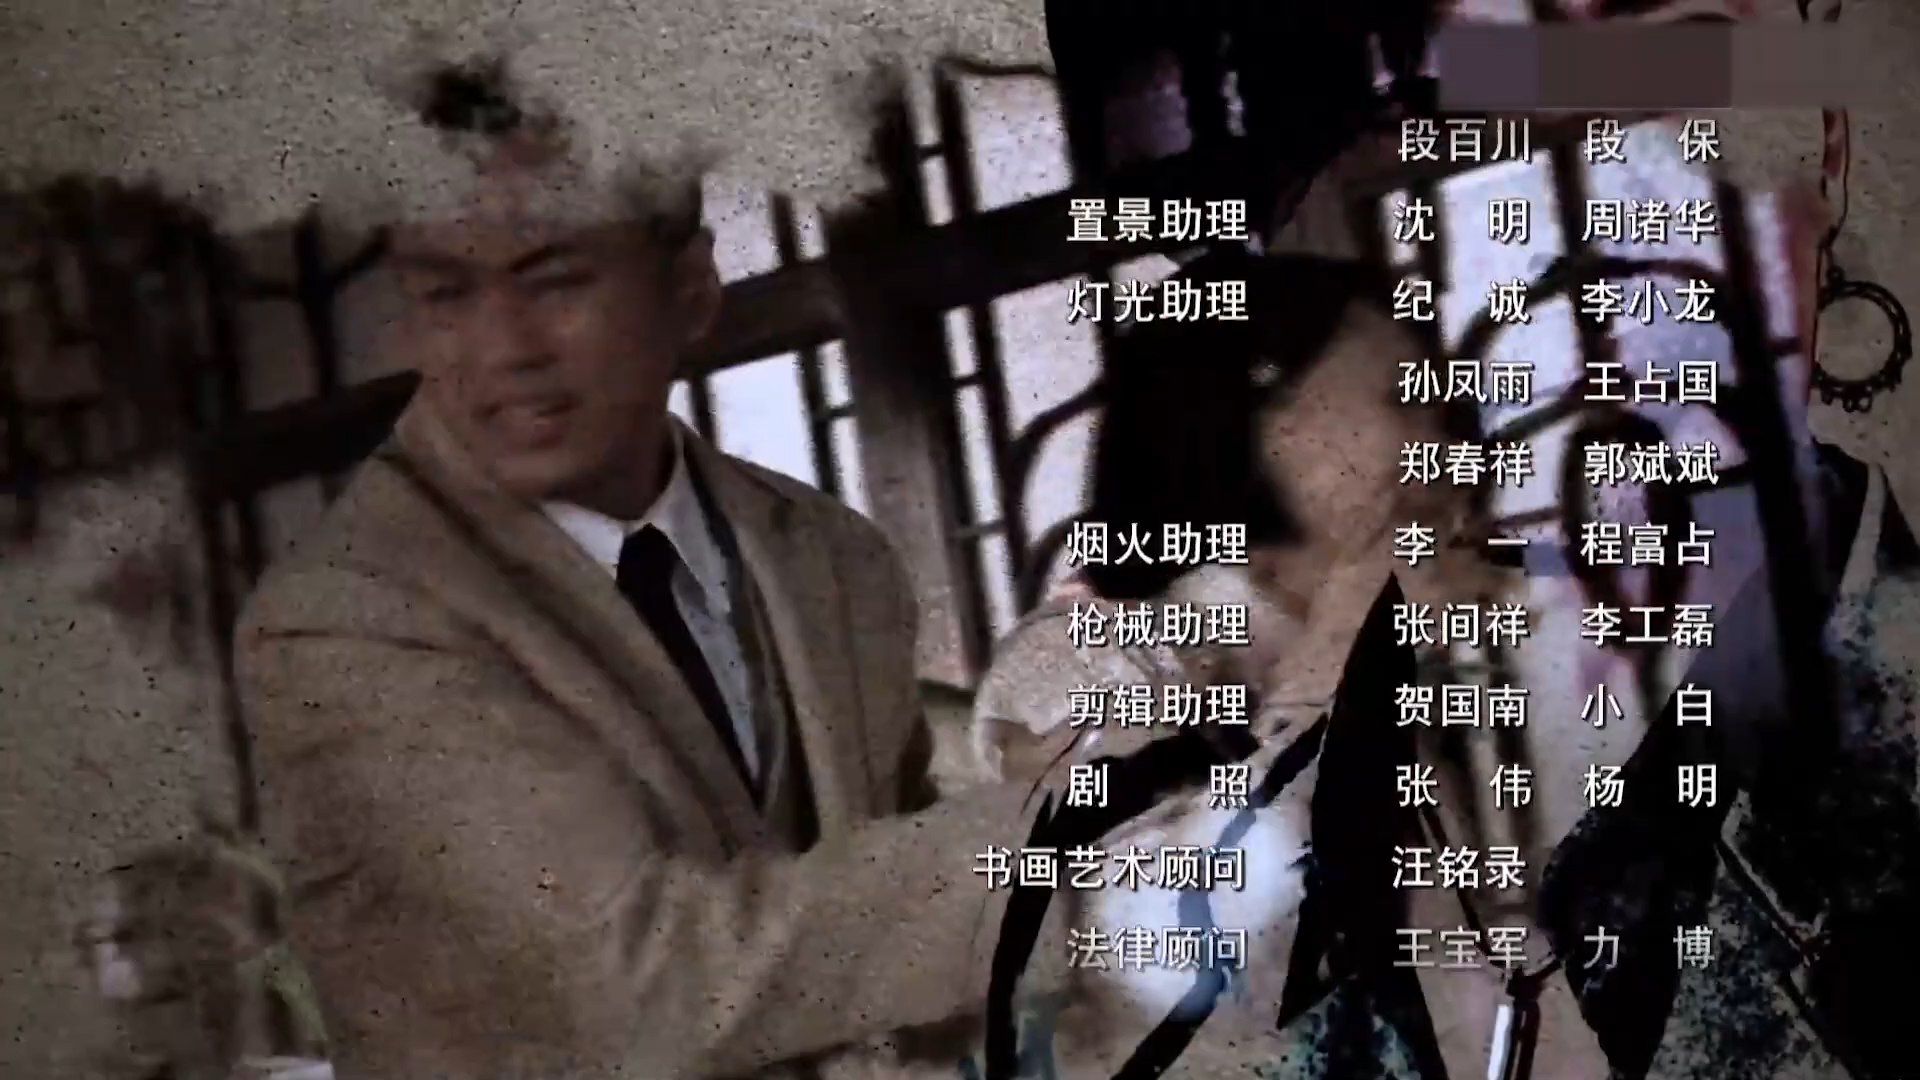 段百川 段 保
置景助理 沈 明 周诸华
灯光助理 纪 诚 李小龙
孙凤雨 王占国
郑春祥 郭斌斌
烟火助理 李 一 程富占
枪械助理 张间祥 李工磊
剪辑助理 贺国南 小 白
剧 照 张 伟 杨 明
书画艺术顾问 汪铭录
法律顾问 王宝军 力 博